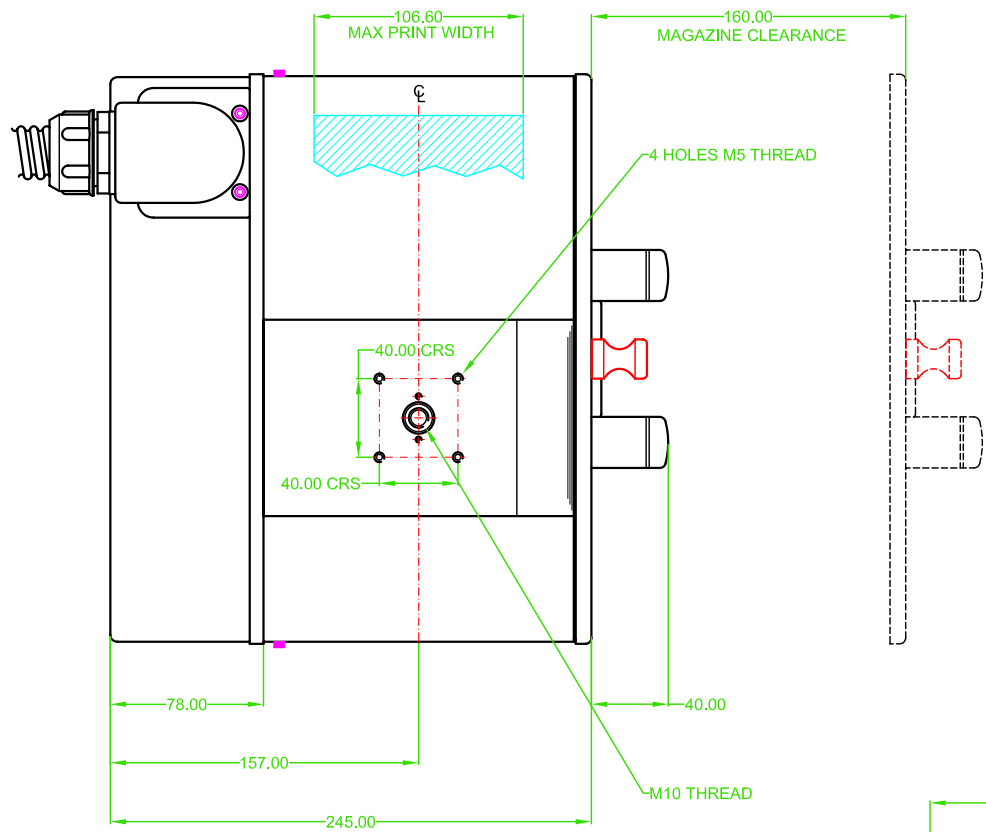 106.60
MAX PRINT WIDTH
160.00
MAGAZINE CLEARANCE
℄
4 HOLES M5 THREAD
40.00 CRS
40.00 CRS
78.00
40.00
157.00
M10 THREAD
245.00